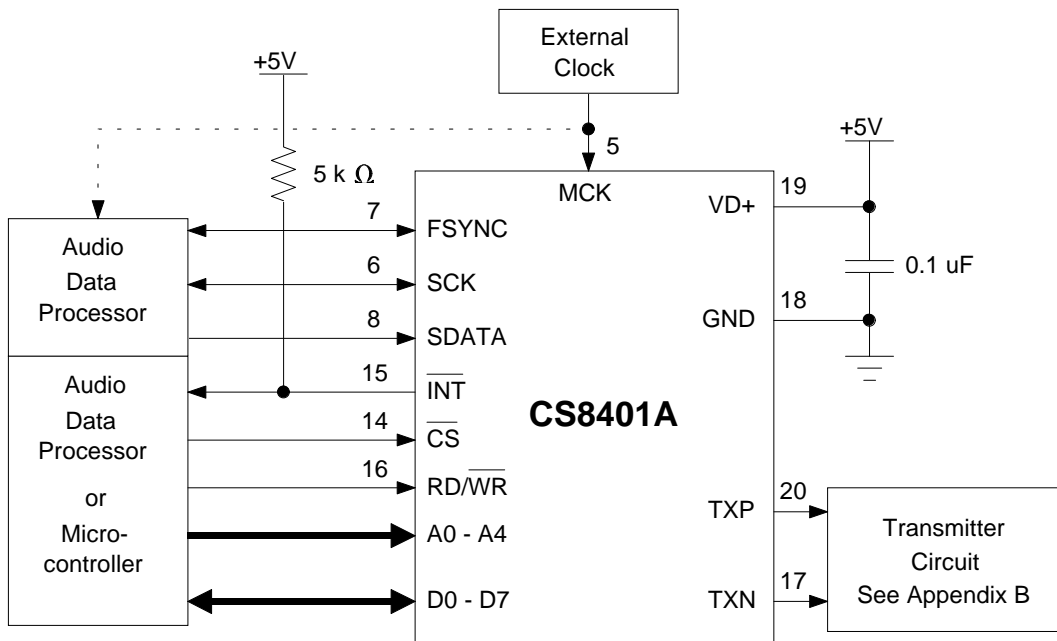 External
Clock
+5V
5 k Ω
5
MCK
+5V
VD+
19
0.1 uF
GND
18
Audio
Data
Processor
7
FSYNC
6
SCK
8
SDATA
Audio
Data
Processor
or
Micro-
controller
15
INT
14
CS
16
RD/WR
A0 - A4
D0 - D7
CS8401A
TXP
20
TXN
17
Transmitter
Circuit
See Appendix B